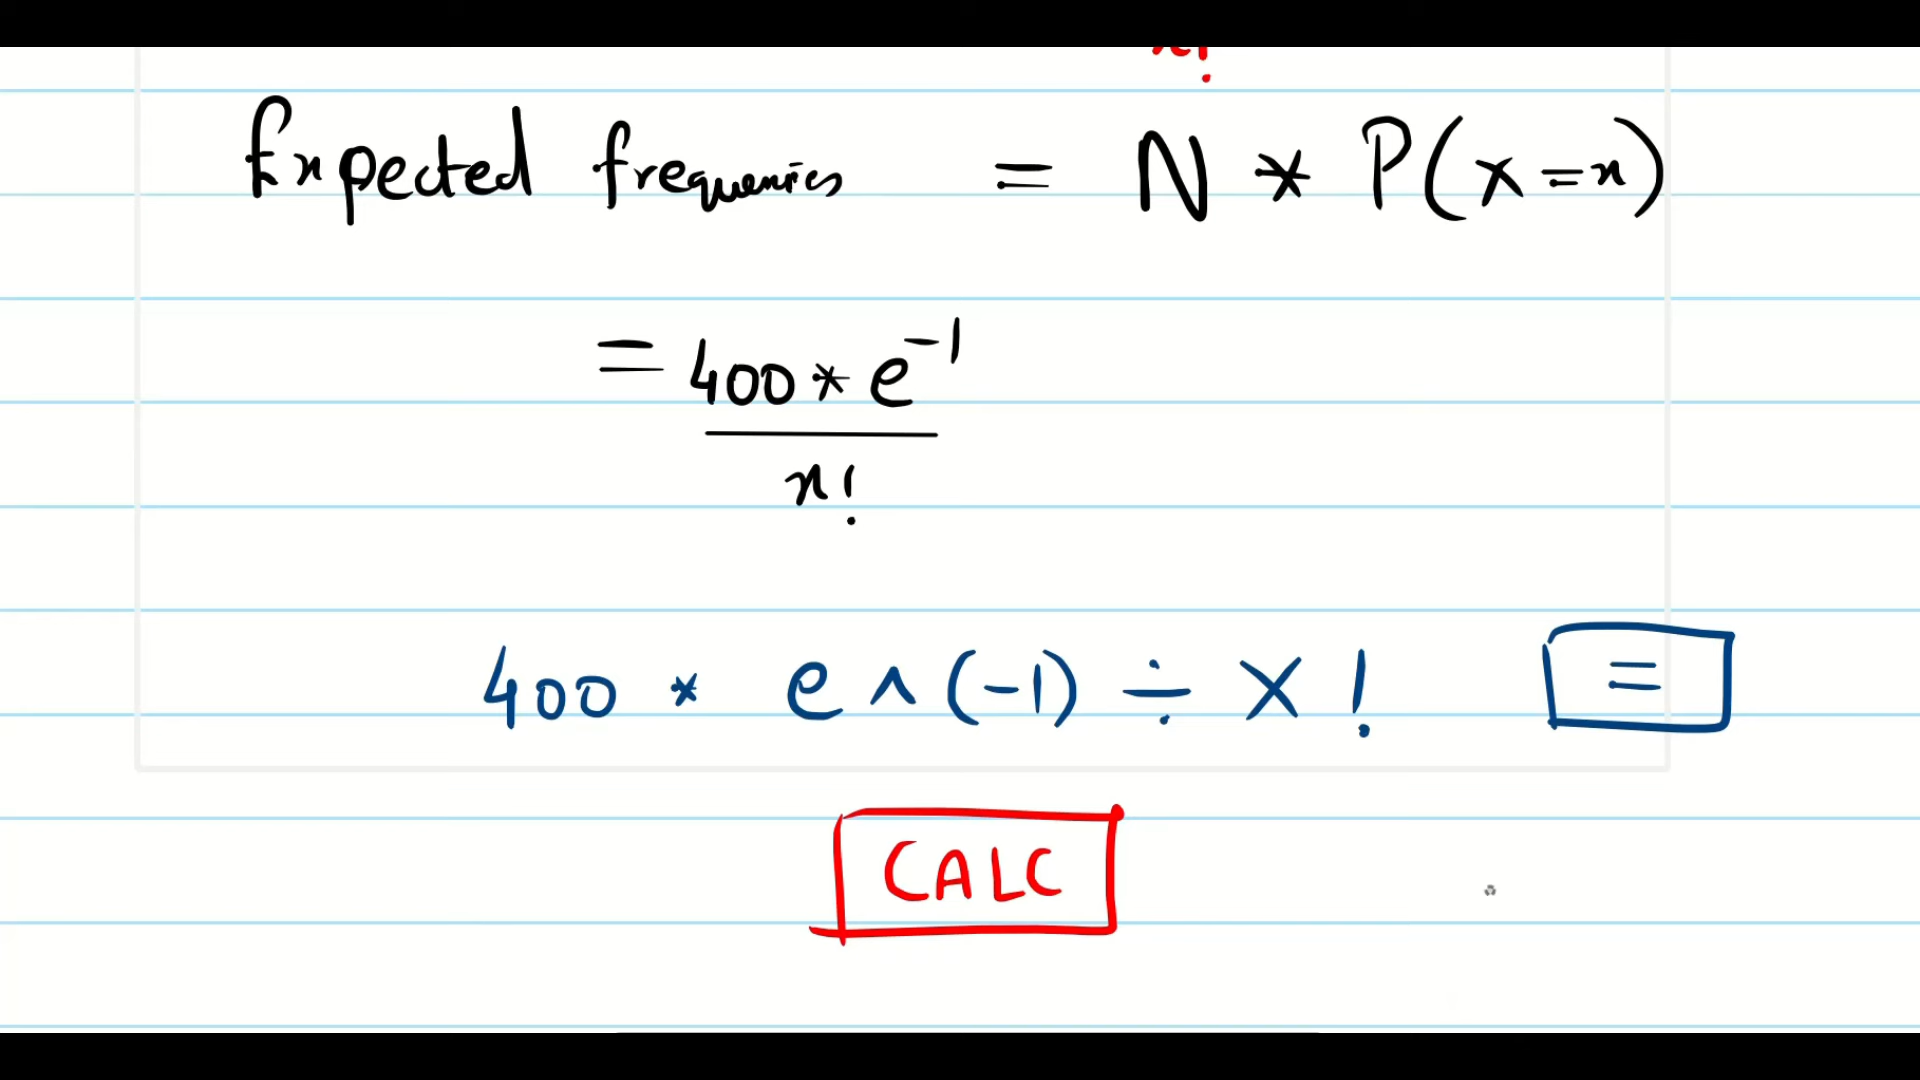 x!
Expected frequencies = N * P(X=x)
= 400 * e⁻¹
x!
400 * e ^ (-1) ÷ X ! =
CALC